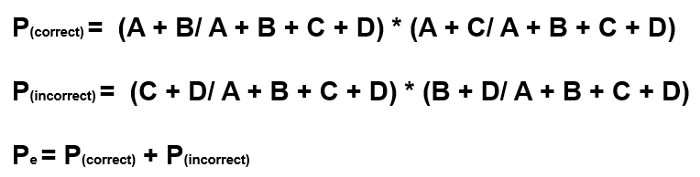 P(correct) = (A + B/ A + B + C + D) * (A + C/ A + B + C + D)
P(incorrect) = (C + D/ A + B + C + D) * (B + D/ A + B + C + D)
Pe = P(correct) + P(incorrect)